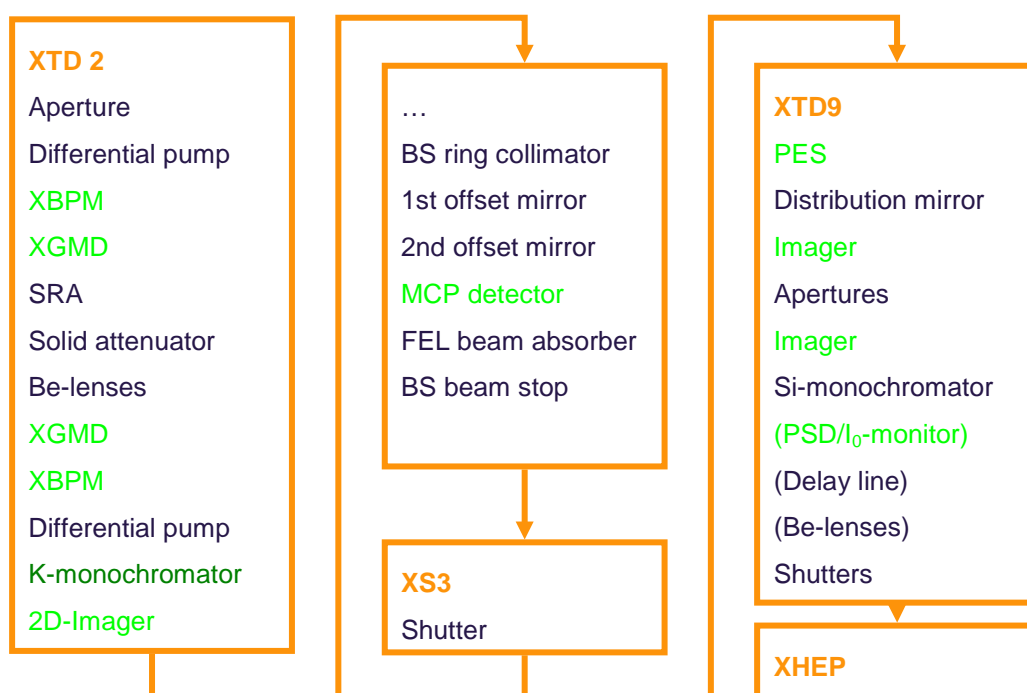 XTD 2
Aperture
Differential pump
XBPM
XGMD
SRA
Solid attenuator
Be-lenses
XGMD
XBPM
Differential pump
K-monochromator
2D-Imager
…
BS ring collimator
1st offset mirror
2nd offset mirror
MCP detector
FEL beam absorber
BS beam stop
XS3
Shutter
XTD9
PES
Distribution mirror
Imager
Apertures
Imager
Si-monochromator
(PSD/I₀-monitor)
(Delay line)
(Be-lenses)
Shutters
XHEP